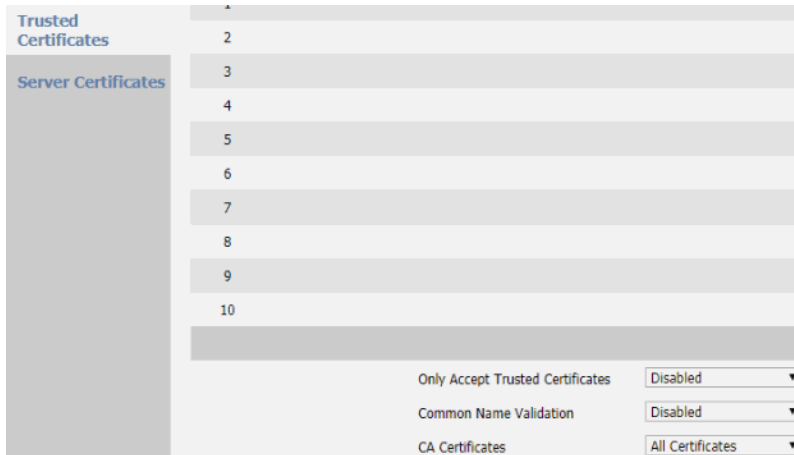 Trusted
Certificates
Server Certificates
1
2
3
4
5
6
7
8
9
10
Only Accept Trusted Certificates Disabled
Common Name Validation Disabled
CA Certificates All Certificates